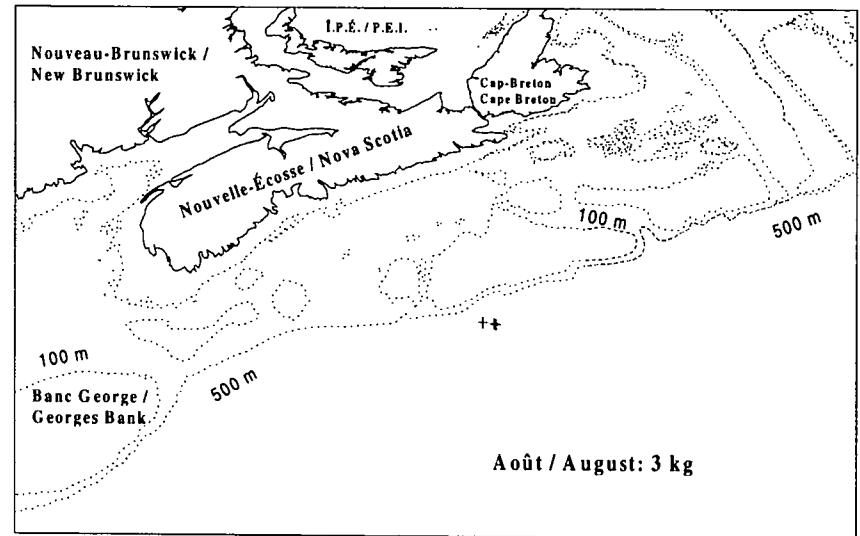 Î.P.É. / P.E.I.
Nouveau-Brunswick /
New Brunswick
Cap-Breton
Cape Breton
Nouvelle-Écosse / Nova Scotia
100 m
500 m
100 m
500 m
Banc George /
Georges Bank
Août / August: 3 kg